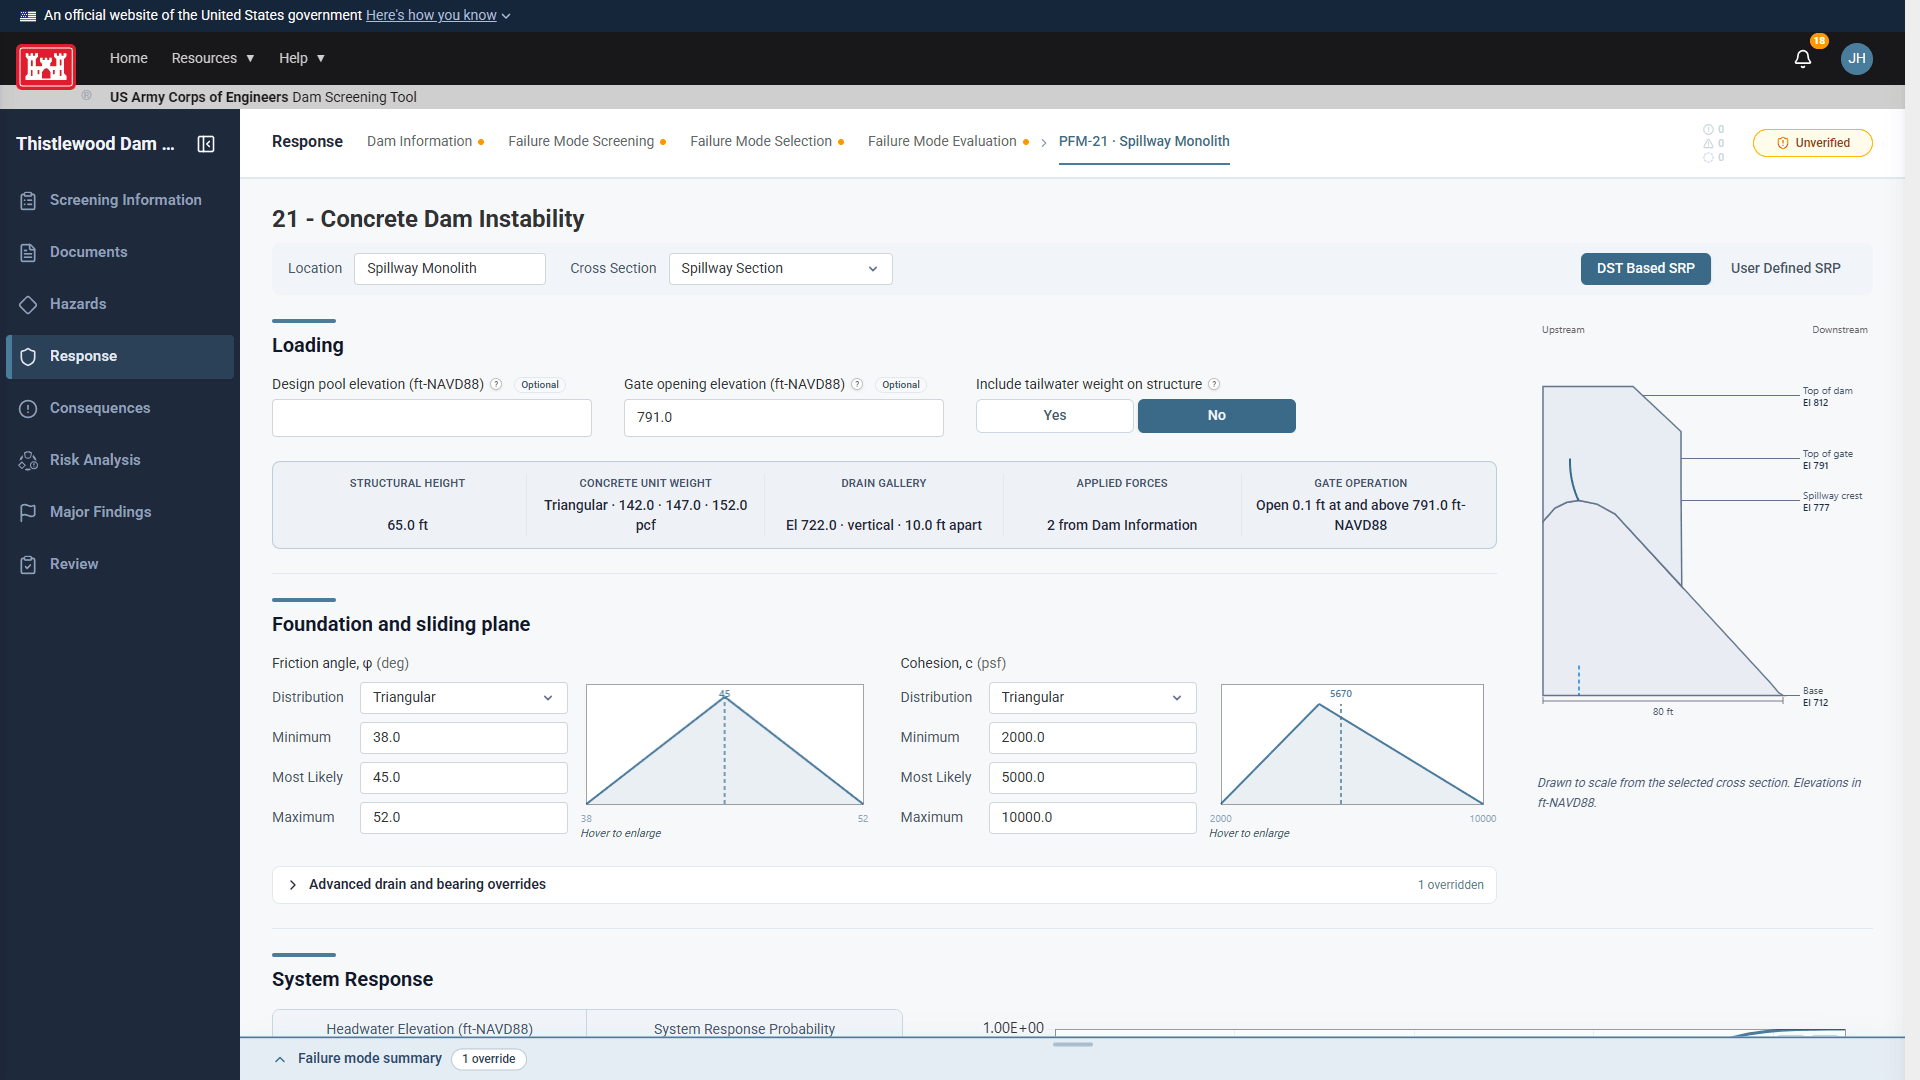 An official website of the United States government Here's how you know
Home Resources Help
18
JH
® US Army Corps of Engineers Dam Screening Tool
Thistlewood Dam ...
Screening Information
Documents
Hazards
Response
Consequences
Risk Analysis
Major Findings
Review
Response Dam Information Failure Mode Screening Failure Mode Selection Failure Mode Evaluation PFM-21 · Spillway Monolith
0
0
0
Unverified
21 - Concrete Dam Instability
Location Spillway Monolith Cross Section Spillway Section DST Based SRP User Defined SRP
Loading
Design pool elevation (ft-NAVD88) ? Optional Gate opening elevation (ft-NAVD88) ? Optional Include tailwater weight on structure ?
791.0 Yes No
STRUCTURAL HEIGHT
65.0 ft
CONCRETE UNIT WEIGHT
Triangular · 142.0 · 147.0 · 152.0
pcf
DRAIN GALLERY
El 722.0 · vertical · 10.0 ft apart
APPLIED FORCES
2 from Dam Information
GATE OPERATION
Open 0.1 ft at and above 791.0 ft-
NAVD88
Foundation and sliding plane
Friction angle, φ (deg)
Distribution Triangular
Minimum 38.0
Most Likely 45.0
Maximum 52.0
45
38 52
Hover to enlarge
Cohesion, c (psf)
Distribution Triangular
Minimum 2000.0
Most Likely 5000.0
Maximum 10000.0
5670
2000 10000
Hover to enlarge
Advanced drain and bearing overrides 1 overridden
Upstream Downstream
Top of dam
El 812
Top of gate
El 791
Spillway crest
El 777
Base
El 712
80 ft
Drawn to scale from the selected cross section. Elevations in
ft-NAVD88.
System Response
Headwater Elevation (ft-NAVD88) System Response Probability
1.00E+00
Failure mode summary 1 override